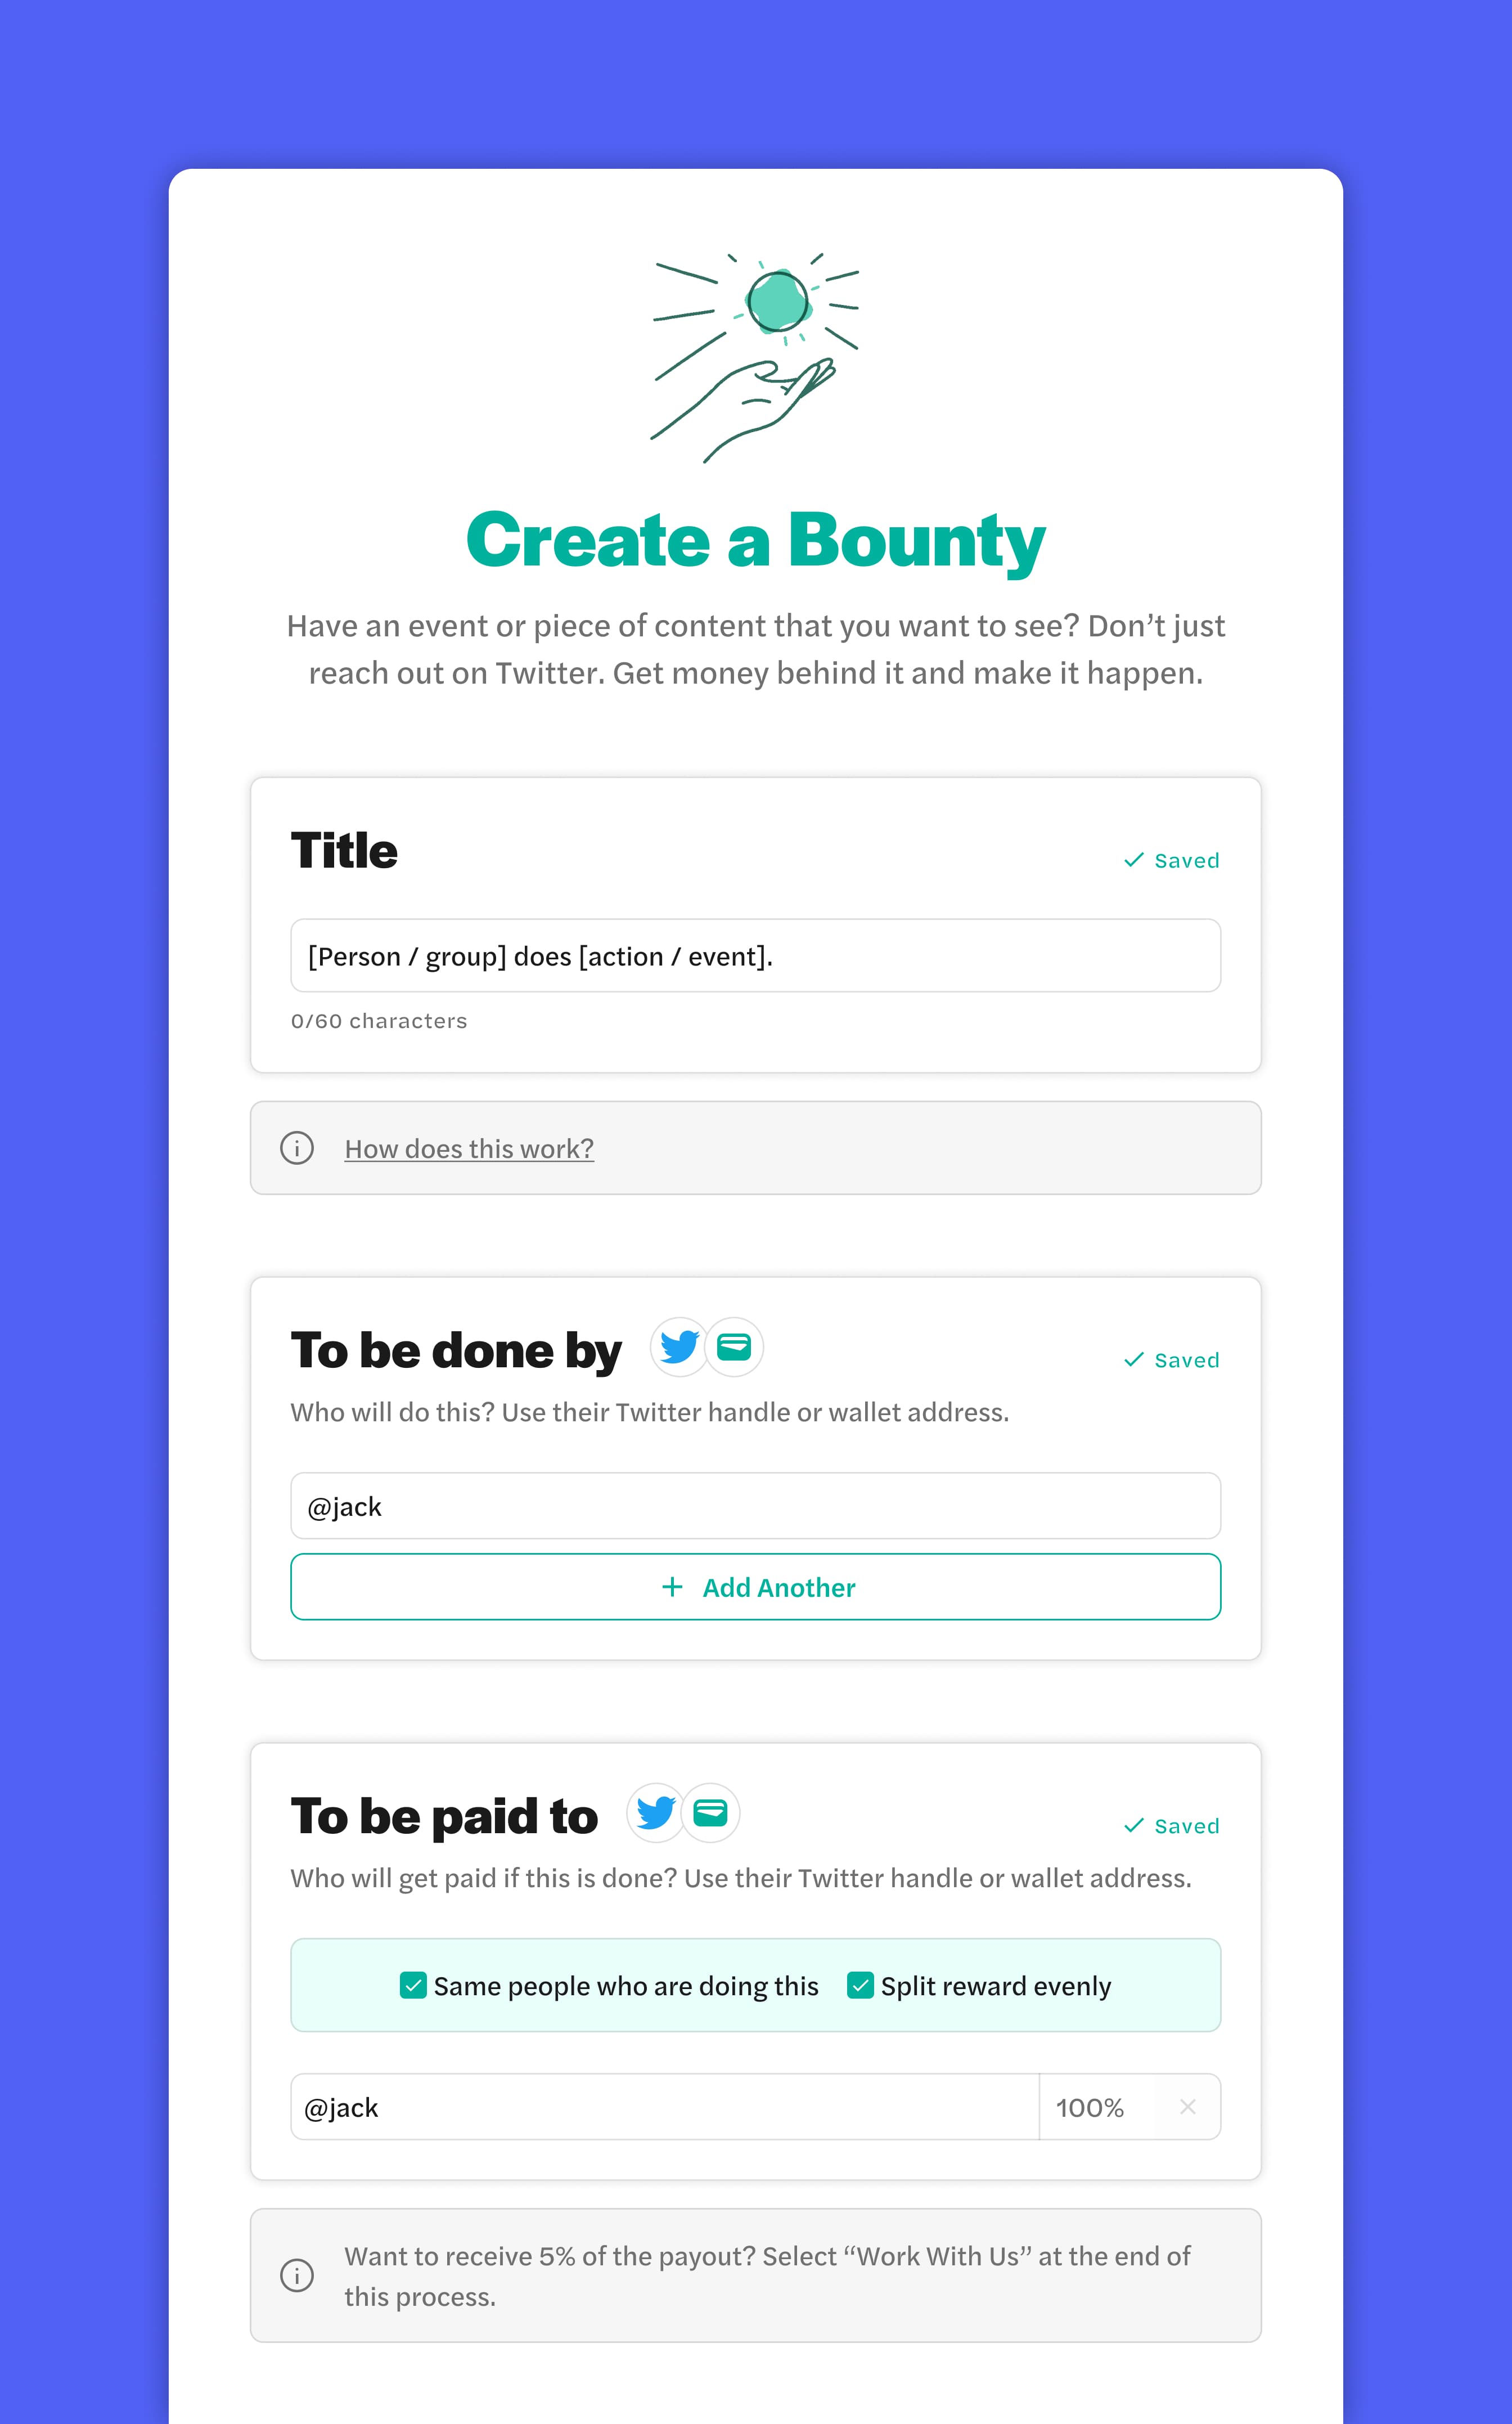 Create a Bounty
Have an event or piece of content that you want to see? Don’t just
reach out on Twitter. Get money behind it and make it happen.
Title
Saved
[Person / group] does [action / event].
0/60 characters
How does this work?
To be done by
Saved
Who will do this? Use their Twitter handle or wallet address.
@jack
Add Another
To be paid to
Saved
Who will get paid if this is done? Use their Twitter handle or wallet address.
Same people who are doing this Split reward evenly
@jack 100%
Want to receive 5% of the payout? Select “Work With Us” at the end of
this process.